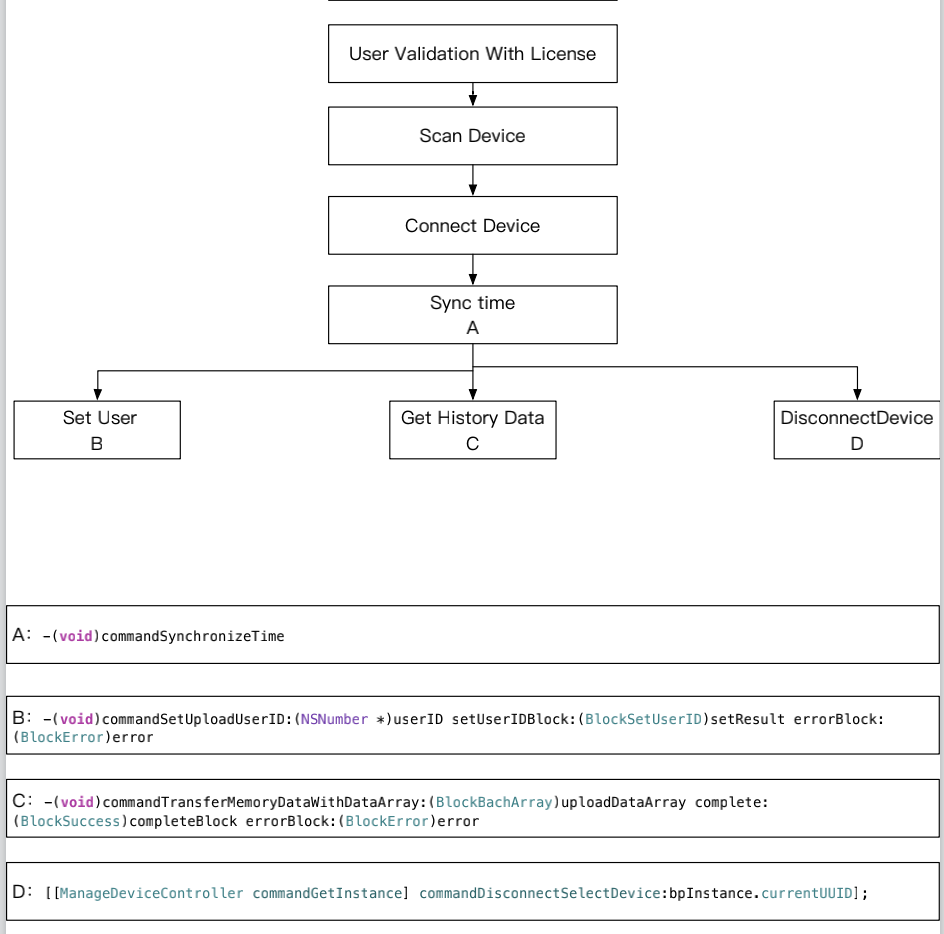 User Validation With License
Scan Device
Connect Device
Sync time
A
Set User
B
Get History Data
C
DisconnectDevice
D
A: -(void)commandSynchronizeTime
B: -(void)commandSetUploadUserID:(NSNumber *)userID setUserIDBlock:(BlockSetUserID)setResult errorBlock:
(BlockError)error
C: -(void)commandTransferMemoryDataWithDataArray:(BlockBachArray)uploadDataArray complete:
(BlockSuccess)completeBlock errorBlock:(BlockError)error
D: [[ManageDeviceController commandGetInstance] commandDisconnectSelectDevice:bpInstance.currentUUID];